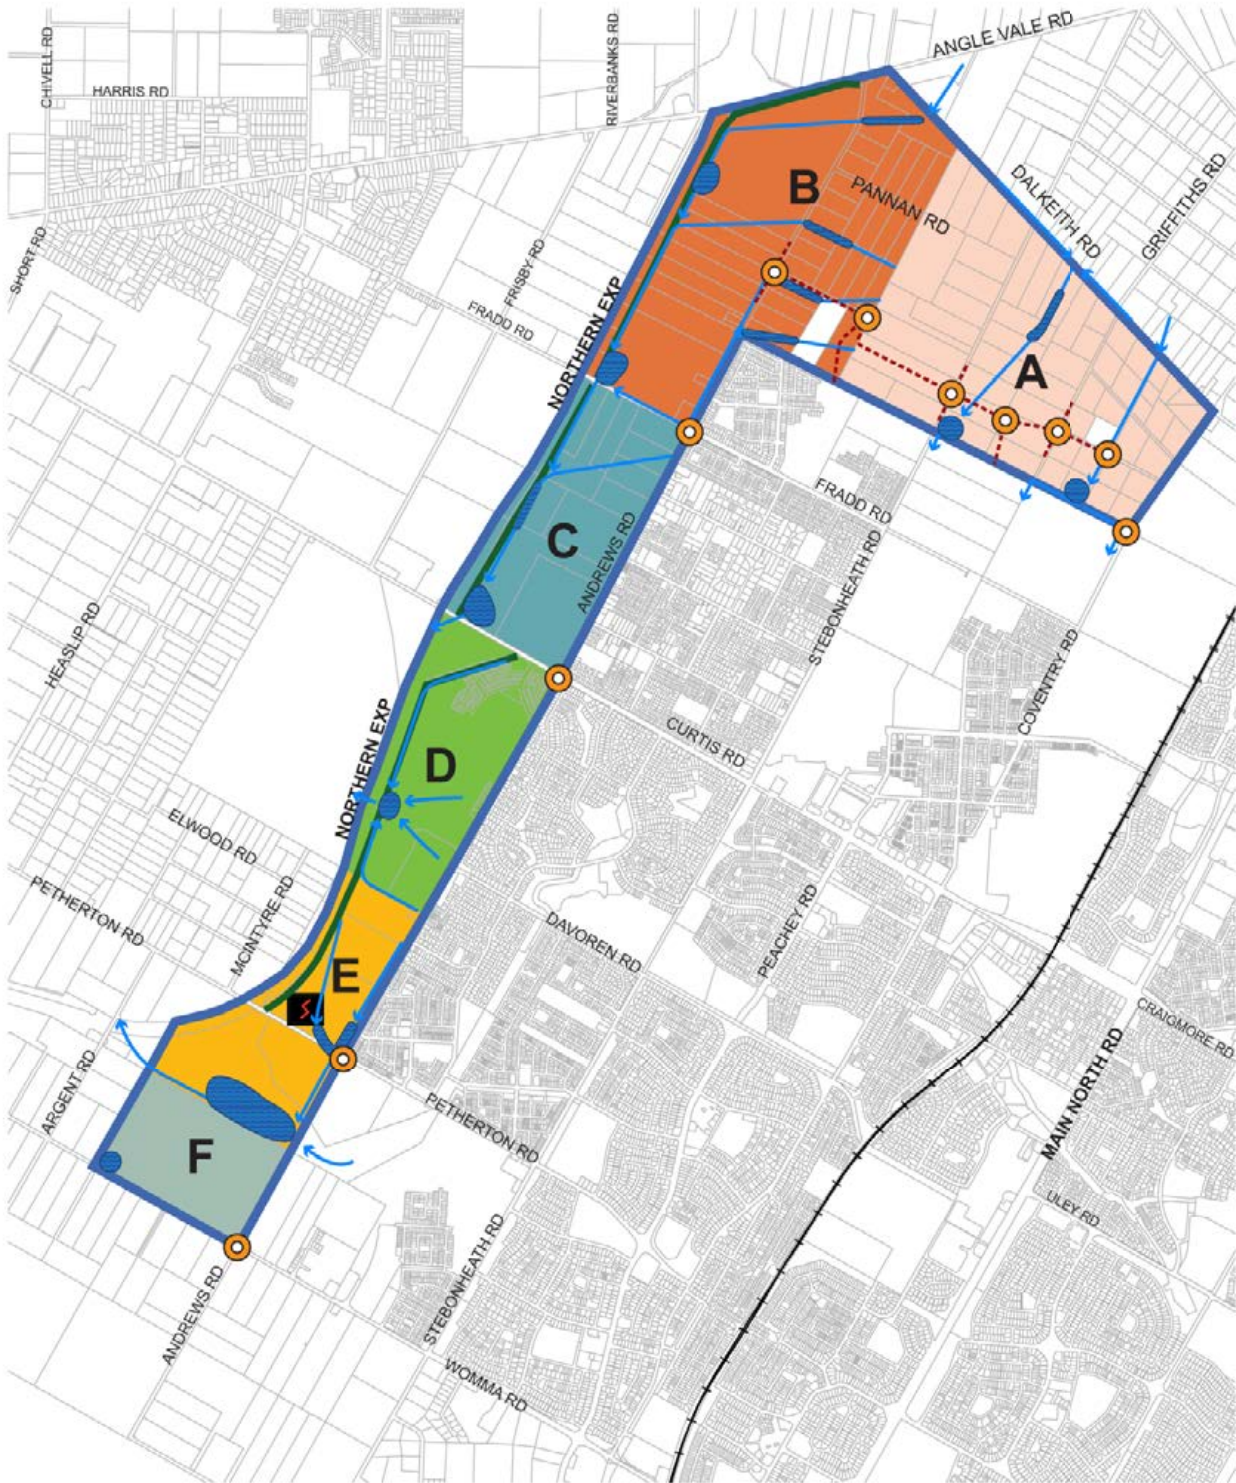 ANGLE VALE RD
CHIVELL RD
HARRIS RD
RIVERBANKS RD
B
PANNAN RD
DALKEITH RD
GRIFFITHS RD
SHORT RD
FRISBY RD
FRADD RD
NORTHERN EXP
A
C
ANDREWS RD
FRADD RD
STEBONHEATH RD
HEASLIP RD
COVENTRY RD
CURTIS RD
D
NORTHERN EXP
ELWOOD RD
PETHERTON RD
MCINTYRE RD
DAVOREN RD
PEACHEY RD
E
CRAIGMORE RD
MAIN NORTH RD
ARGENT RD
PETHERTON RD
F
ULEY RD
STEBONHEATH RD
ANDREWS RD
WOMMA RD